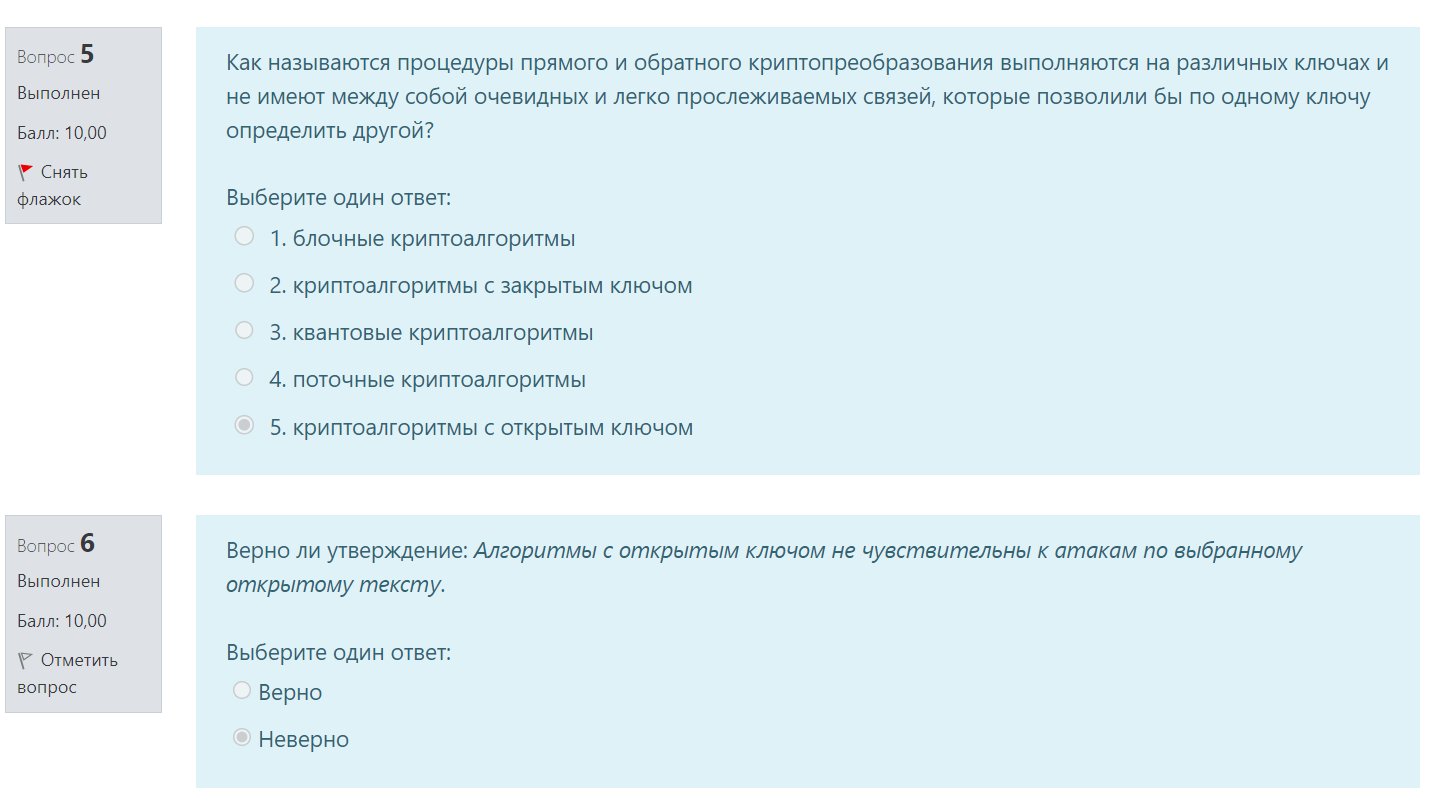 Вопрос 5
Выполнен
Балл: 10,00
Снять
флажок
Как называются процедуры прямого и обратного криптопреобразования выполняются на различных ключах и
не имеют между собой очевидных и легко прослеживаемых связей, которые позволили бы по одному ключу
определить другой?
Выберите один ответ:
1. блочные криптоалгоритмы
2. криптоалгоритмы с закрытым ключом
3. квантовые криптоалгоритмы
4. поточные криптоалгоритмы
5. криптоалгоритмы с открытым ключом
Вопрос 6
Выполнен
Балл: 10,00
Отметить
вопрос
Верно ли утверждение: Алгоритмы с открытым ключом не чувствительны к атакам по выбранному
открытому тексту.
Выберите один ответ:
Верно
Неверно